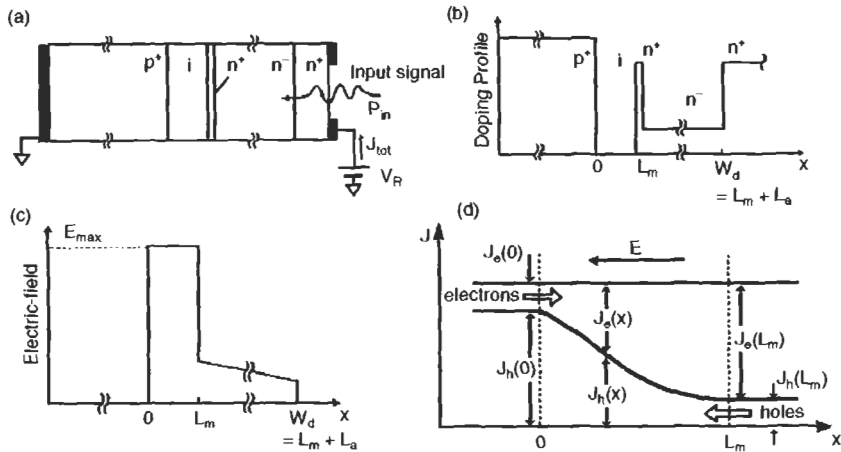 (a)
p⁺ i n⁺ n⁻ n⁺ Input signal
P_in
J_tot
V_R
(b)
Doping Profile
p⁺ i n⁺ n⁻ n⁺
0 L_m W_d x
= L_m + L_a
(c)
Electric-field
E_max
0 L_m W_d x
= L_m + L_a
(d)
J J_e(0) E
electrons
J_e(x) J_e(L_m)
J_h(0) J_h(x) J_h(L_m)
holes
0 L_m x